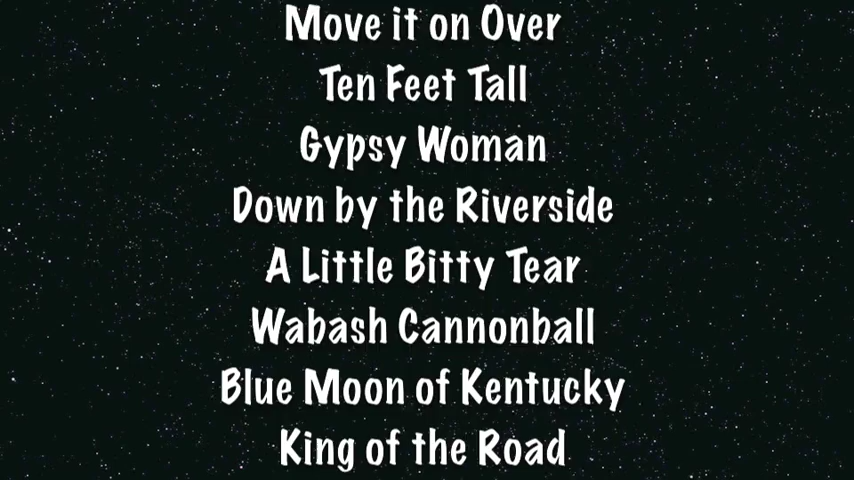 Move it on Over
Ten Feet Tall
Gypsy Woman
Down by the Riverside
A Little Bitty Tear
Wabash Cannonball
Blue Moon of Kentucky
King of the Road